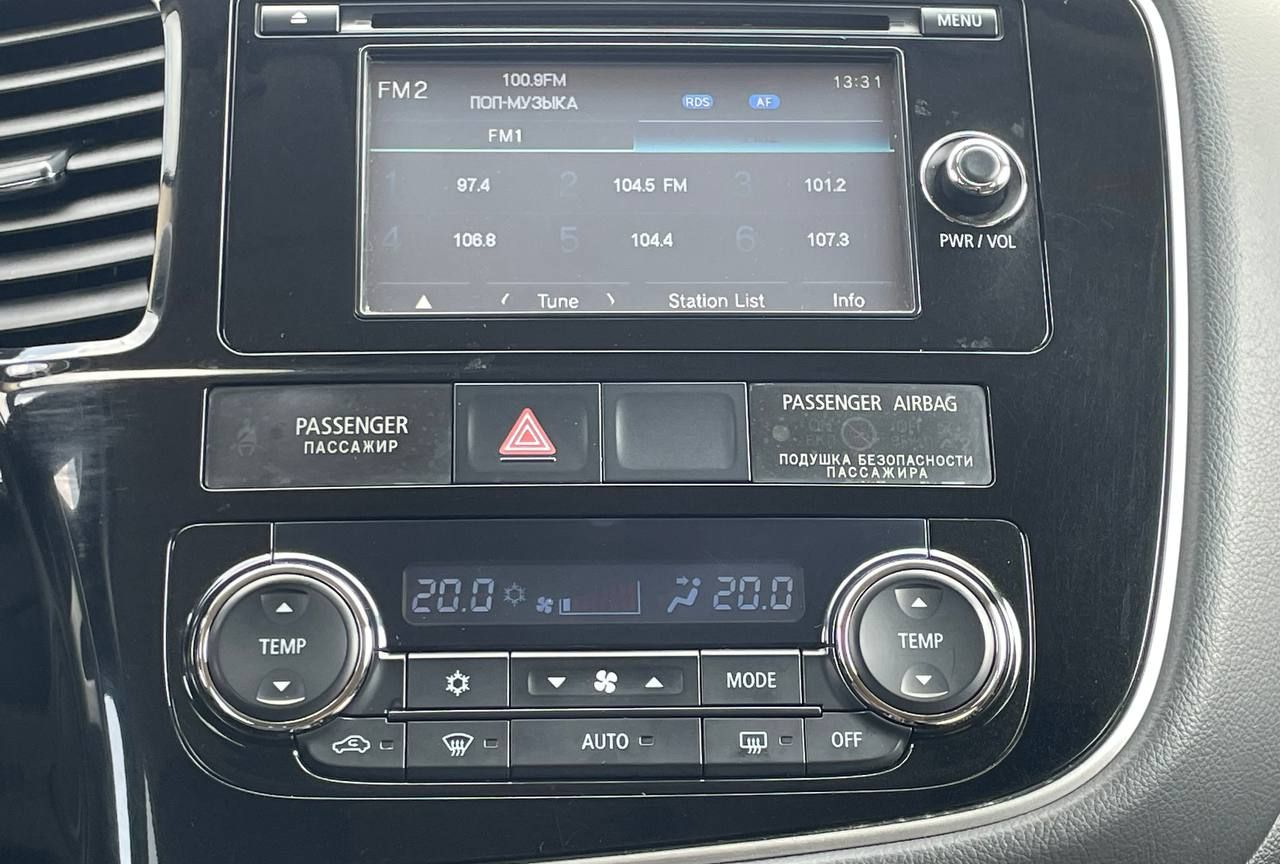 MENU
FM2
100.9FM
13:31
ПОП-МУЗЫКА
RDS
AF
FM1
1 97.4
2 104.5 FM
3 101.2
4 106.8
5 104.4
6 107.3
Tune
Station List
Info
PWR / VOL
PASSENGER
ПАССАЖИР
PASSENGER AIRBAG
ПОДУШКА БЕЗОПАСНОСТИ
ПАССАЖИРА
20.0
20.0
TEMP
TEMP
MODE
AUTO
OFF